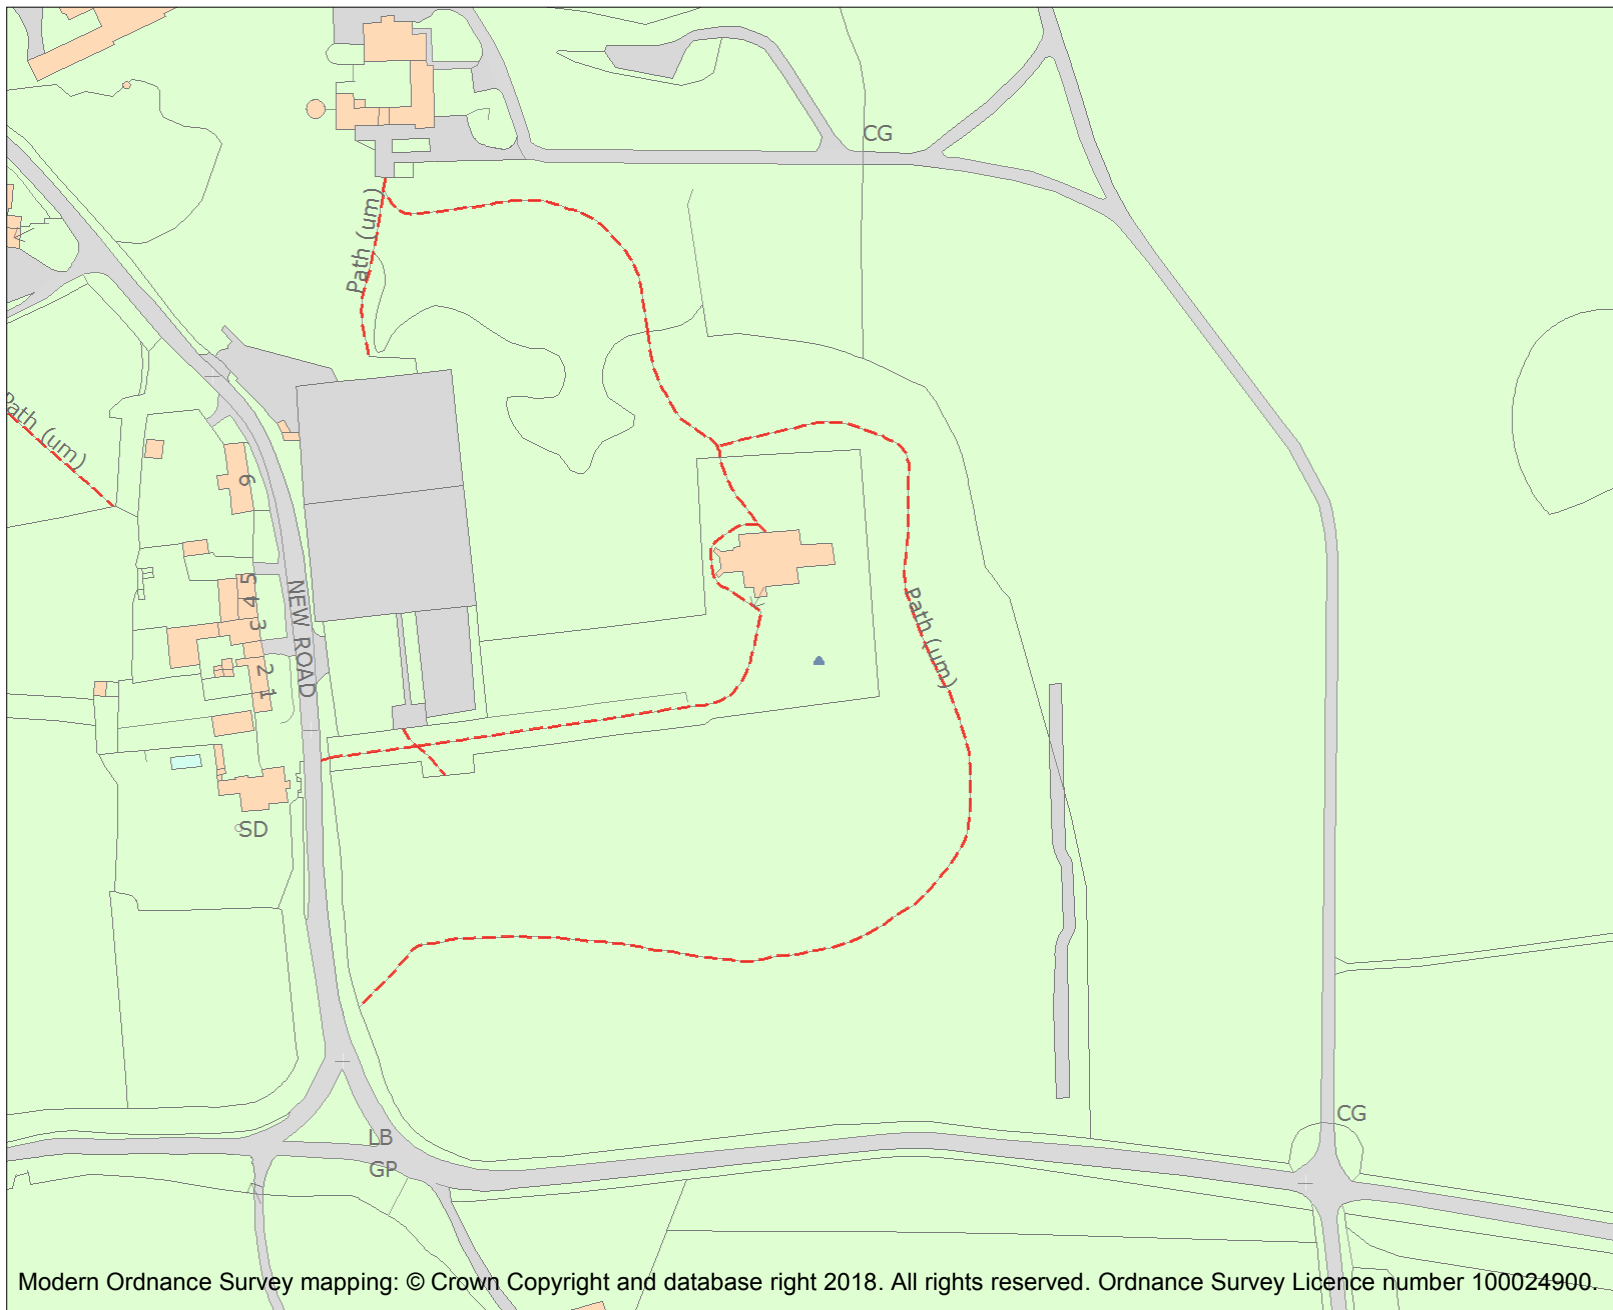 CG
Path (um)
Path (um)
6
5
4
NEW ROAD
3
Path (um)
2
1
SD
CG
LB
GP
Modern Ordnance Survey mapping: © Crown Copyright and database right 2018. All rights reserved. Ordnance Survey Licence number 100024900.